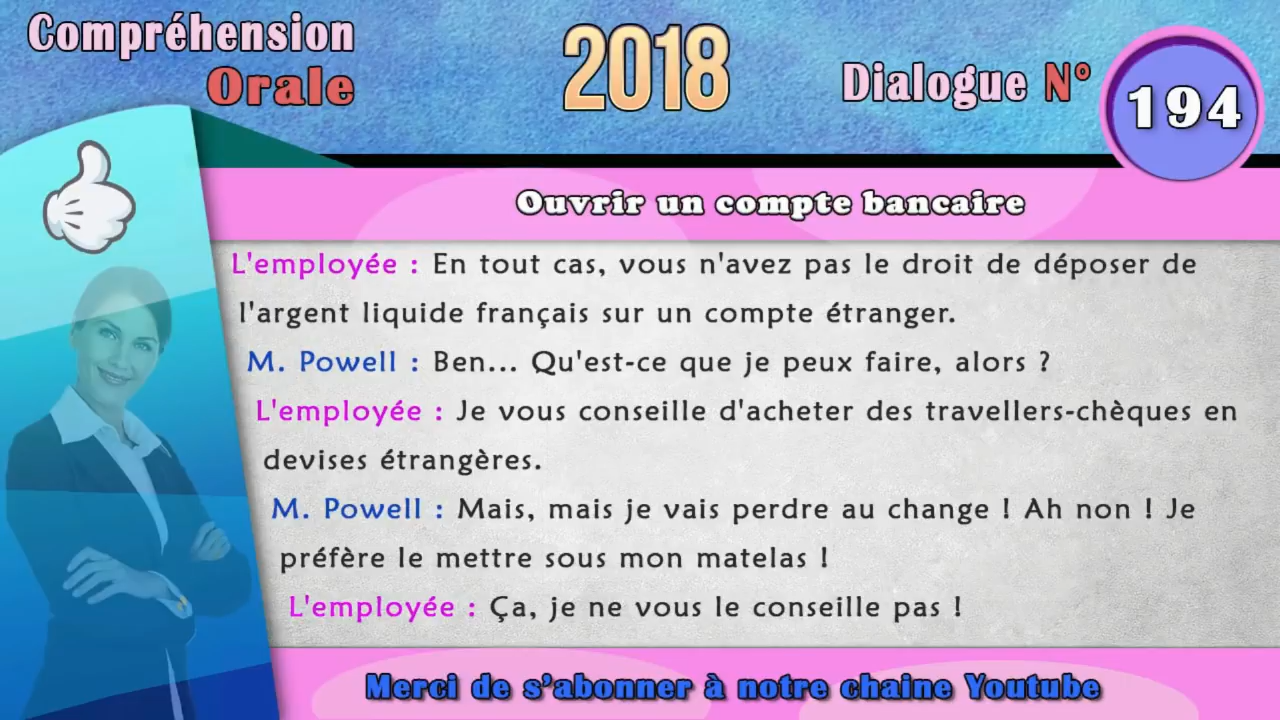 Compréhension
Orale
2018
Dialogue N°
194
Ouvrir un compte bancaire
L'employée : En tout cas, vous n'avez pas le droit de déposer de
l'argent liquide français sur un compte étranger.
M. Powell : Ben... Qu'est-ce que je peux faire, alors ?
L'employée : Je vous conseille d'acheter des travellers-chèques en
devises étrangères.
M. Powell : Mais, mais je vais perdre au change ! Ah non ! Je
préfère le mettre sous mon matelas !
L'employée : Ça, je ne vous le conseille pas !
Merci de s'abonner à notre chaine Youtube